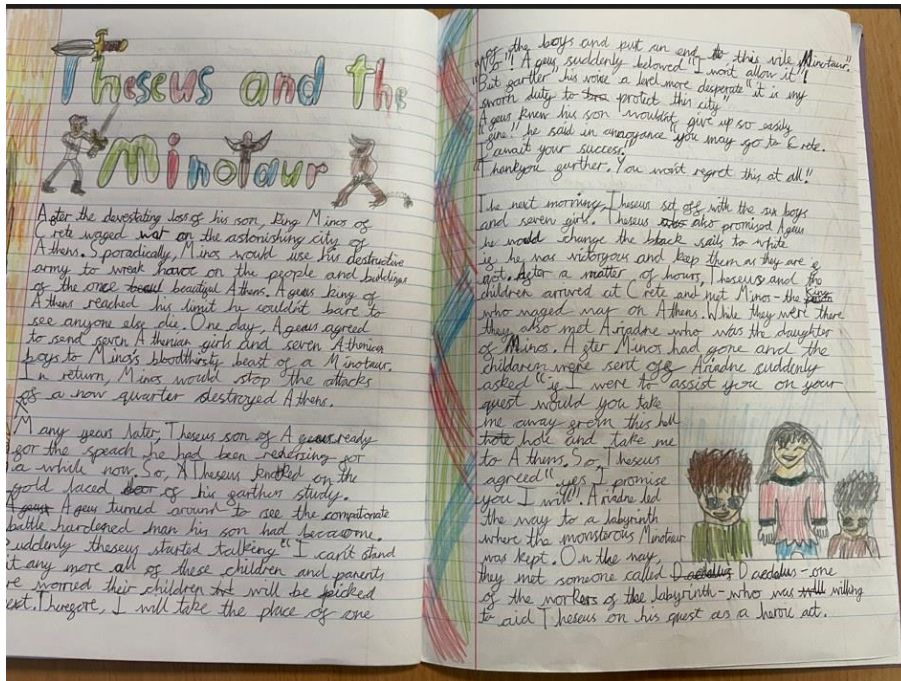 Theseus and the
Minotaur
After the devestating loss of his son, king Minos of
Crete waged wat on the astonishing city of
Athens. Sporadically, Minos would use his destructive
army to weak havoc on the people and buildings
of the once beautiful Athens. Ageus king of
Athens reached his limit he couldn't bare to
see anyone else die. One day, Ageus agreed
to send seven Athenian girls and seven Athenian
boys to Minos's bloodthirsty beast of a Minotaur.
In return, Minos would stop the attacks
of a now quarter destroyed Athens.
Many years later, Theseus son of Ageus ready
for the speach he had been rehersing for
a while now. So, Theseus knocked on the
gold laced door of his farthers study.
Ageus turned around to see the
battle hardened man his son had become.
uddenly theseus started talking "I can't stand
it any more all of these children and parents
re worried their children will be picked
ext. Therefore, I will take the place of one
of the boys and put an end to this vile Minotaur."
"No"! Ageus suddenly beloved "I won't allow it"!
"But farther" his voice a level more desperate "it is my
sworn duty to protect this city"
Ageus knew his son wouldn't give up so easily
"fine" he said in annoyance "you may go to Crete.
I await your success."
"Thankyou farther. You won't regret this at all."
The next morning, Theseus set off with the six boys
and seven girls. Theseus also promised Ageus
he would change the black sails to white
if he was victoryous and keep them as they are if
not. After a matter of hours, Theseus and the
children arrived at Crete and met Minos - the king
who waged way on Athens. While they were there
they also met Ariadne who was the daughter
of Minos. After Minos had gone and the
children were sent off Ariadne suddenly
asked "if I were to assist you on your
quest would you take
me away from this hell
hole and take me
to Athens. So, Theseus
agreed "yes I promise
you I will". Ariadne led
the way to a labyrinth
where the monsterous Minotaur
was kept. On the way,
they met someone called Daedalus Daedalus - one
of the workers of the labyrinth - who was willing
to aid Theseus on his quest as a heroic act.